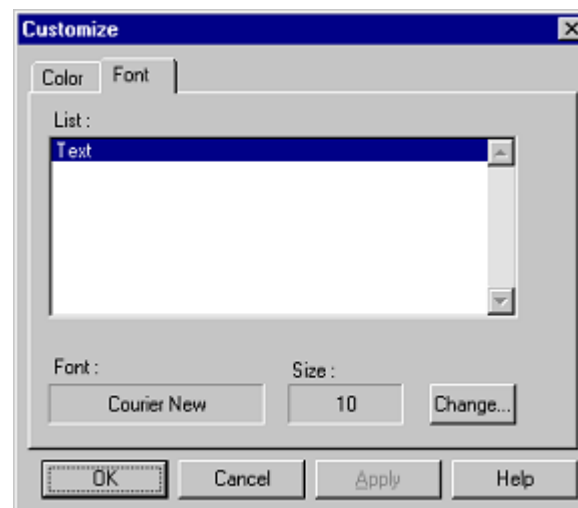 Customize
Color Font
List :
Text
Font : Size :
Courier New 10 Change...
OK Cancel Apply Help